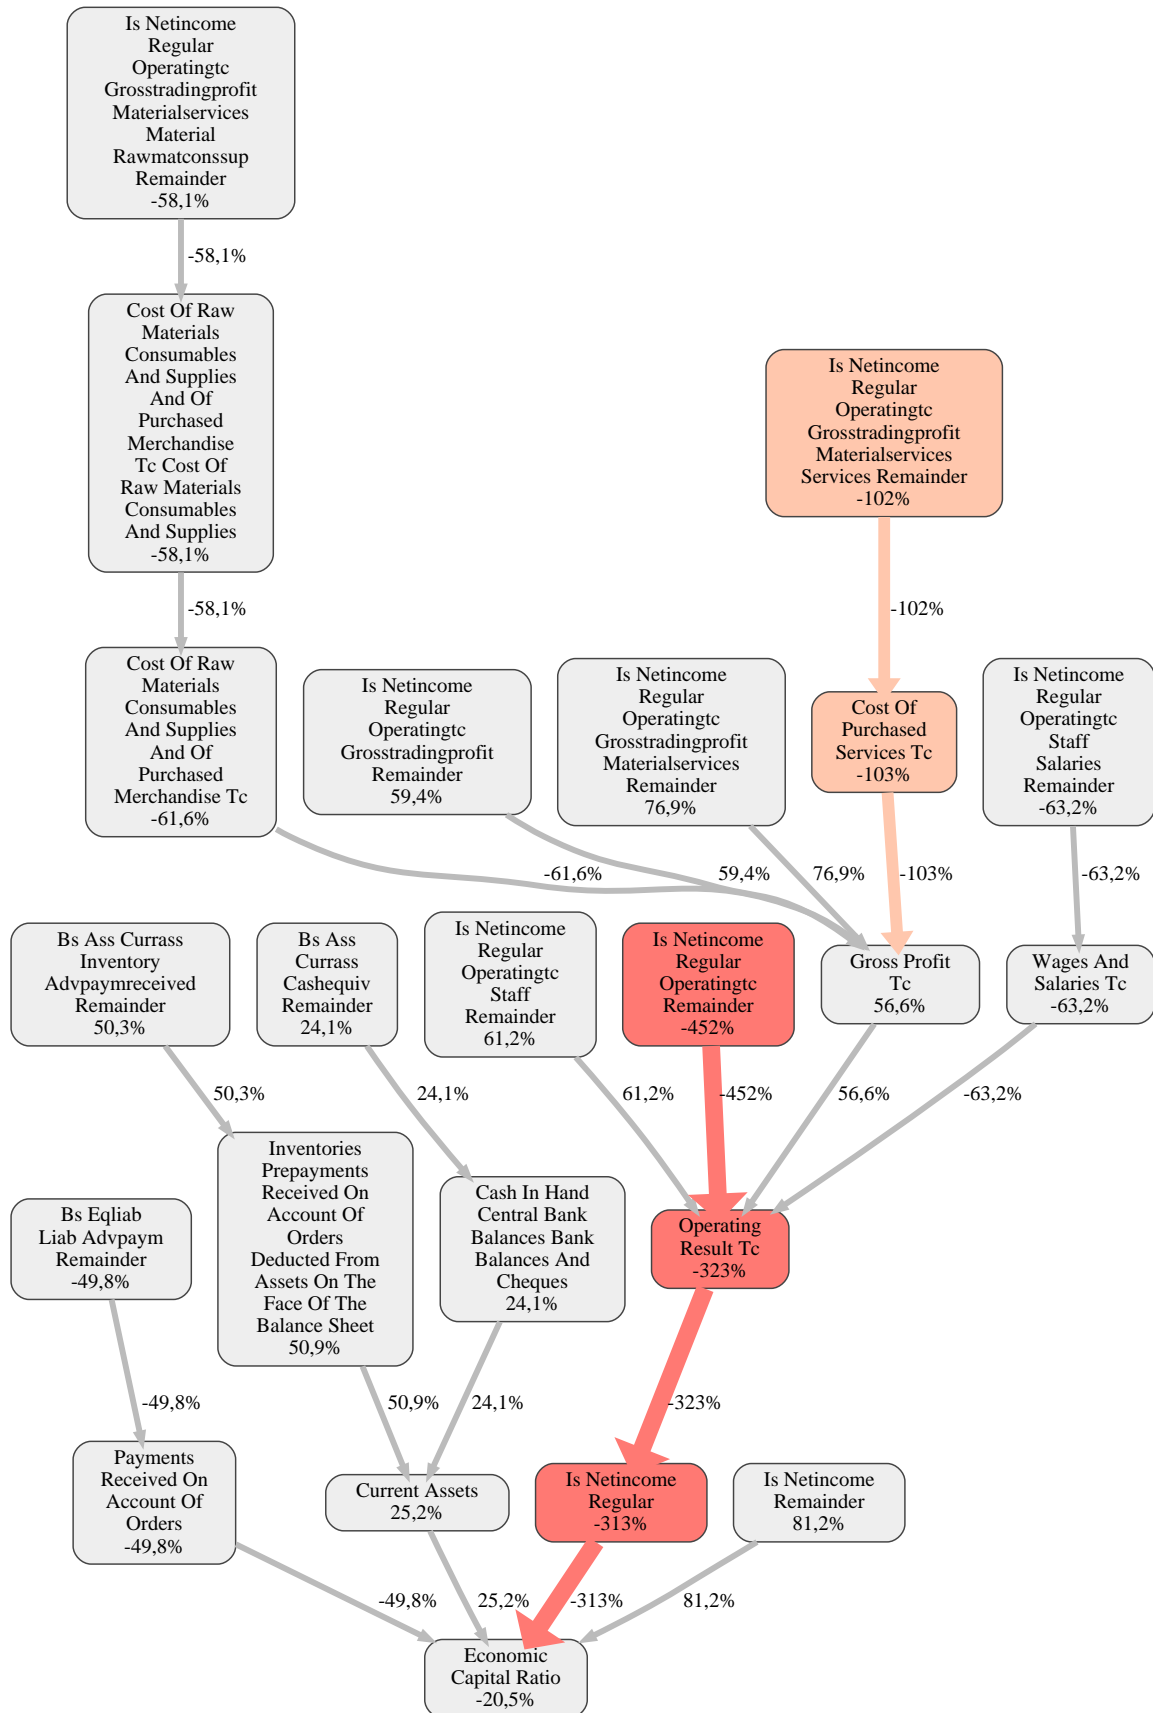 Is Netincome
Regular
Operatingtc
Grosstradingprofit
Materialservices
Material
Rawmatconssup
Remainder
-58,1%
-58,1%
Cost Of Raw
Materials
Consumables
And Supplies
And Of
Purchased
Merchandise
Tc Cost Of
Raw Materials
Consumables
And Supplies
-58,1%
Is Netincome
Regular
Operatingtc
Grosstradingprofit
Materialservices
Services Remainder
-102%
-58,1%
-102%
Cost Of Raw
Materials
Consumables
And Supplies
And Of
Purchased
Merchandise Tc
-61,6%
Is Netincome
Regular
Operatingtc
Grosstradingprofit
Remainder
59,4%
Is Netincome
Regular
Operatingtc
Grosstradingprofit
Materialservices
Remainder
76,9%
Cost Of
Purchased
Services Tc
-103%
Is Netincome
Regular
Operatingtc
Staff
Salaries
Remainder
-63,2%
-61,6%
59,4%
76,9%
-103%
-63,2%
Bs Ass Currass
Inventory
Advpaymreceived
Remainder
50,3%
Bs Ass
Currass
Cashequiv
Remainder
24,1%
Is Netincome
Regular
Operatingtc
Staff
Remainder
61,2%
Is Netincome
Regular
Operatingtc
Remainder
-452%
Gross Profit
Tc
56,6%
Wages And
Salaries Tc
-63,2%
50,3%
24,1%
61,2%
-452%
56,6%
-63,2%
Bs Eqliab
Liab Advpaym
Remainder
-49,8%
Inventories
Prepayments
Received On
Account Of
Orders
Deducted From
Assets On The
Face Of The
Balance Sheet
50,9%
Cash In Hand
Central Bank
Balances Bank
Balances And
Cheques
24,1%
Operating
Result Tc
-323%
-49,8%
50,9%
24,1%
-323%
Payments
Received On
Account Of
Orders
-49,8%
Current Assets
25,2%
Is Netincome
Regular
-313%
Is Netincome
Remainder
81,2%
-49,8%
25,2%
-313%
81,2%
Economic
Capital Ratio
-20,5%